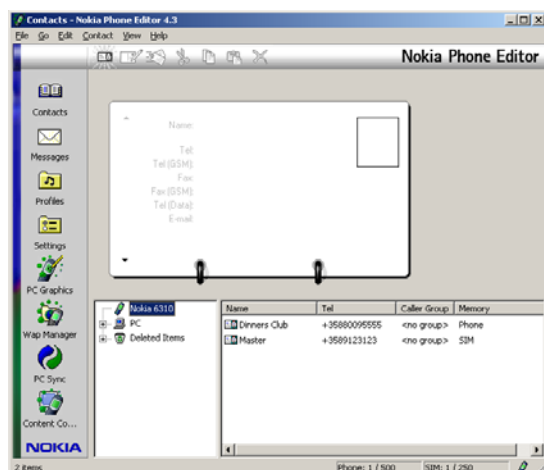 Contacts - Nokia Phone Editor 4.3
File Go Edit Contact View Help
Nokia Phone Editor
Contacts
Messages
Profiles
Settings
PC Graphics
Wap Manager
PC Sync
Content Co...
NOKIA
Name:
Tel:
Tel (GSM):
Fax:
Fax (GSM):
Tel (Data):
E-mail:
Nokia 6310
PC
Deleted Items
Name Tel Caller Group Memory
Dinners Club +35880095555 <no group> Phone
Master +3589123123 <no group> SIM
2 items Phone: 1 / 500 SIM: 1 / 250